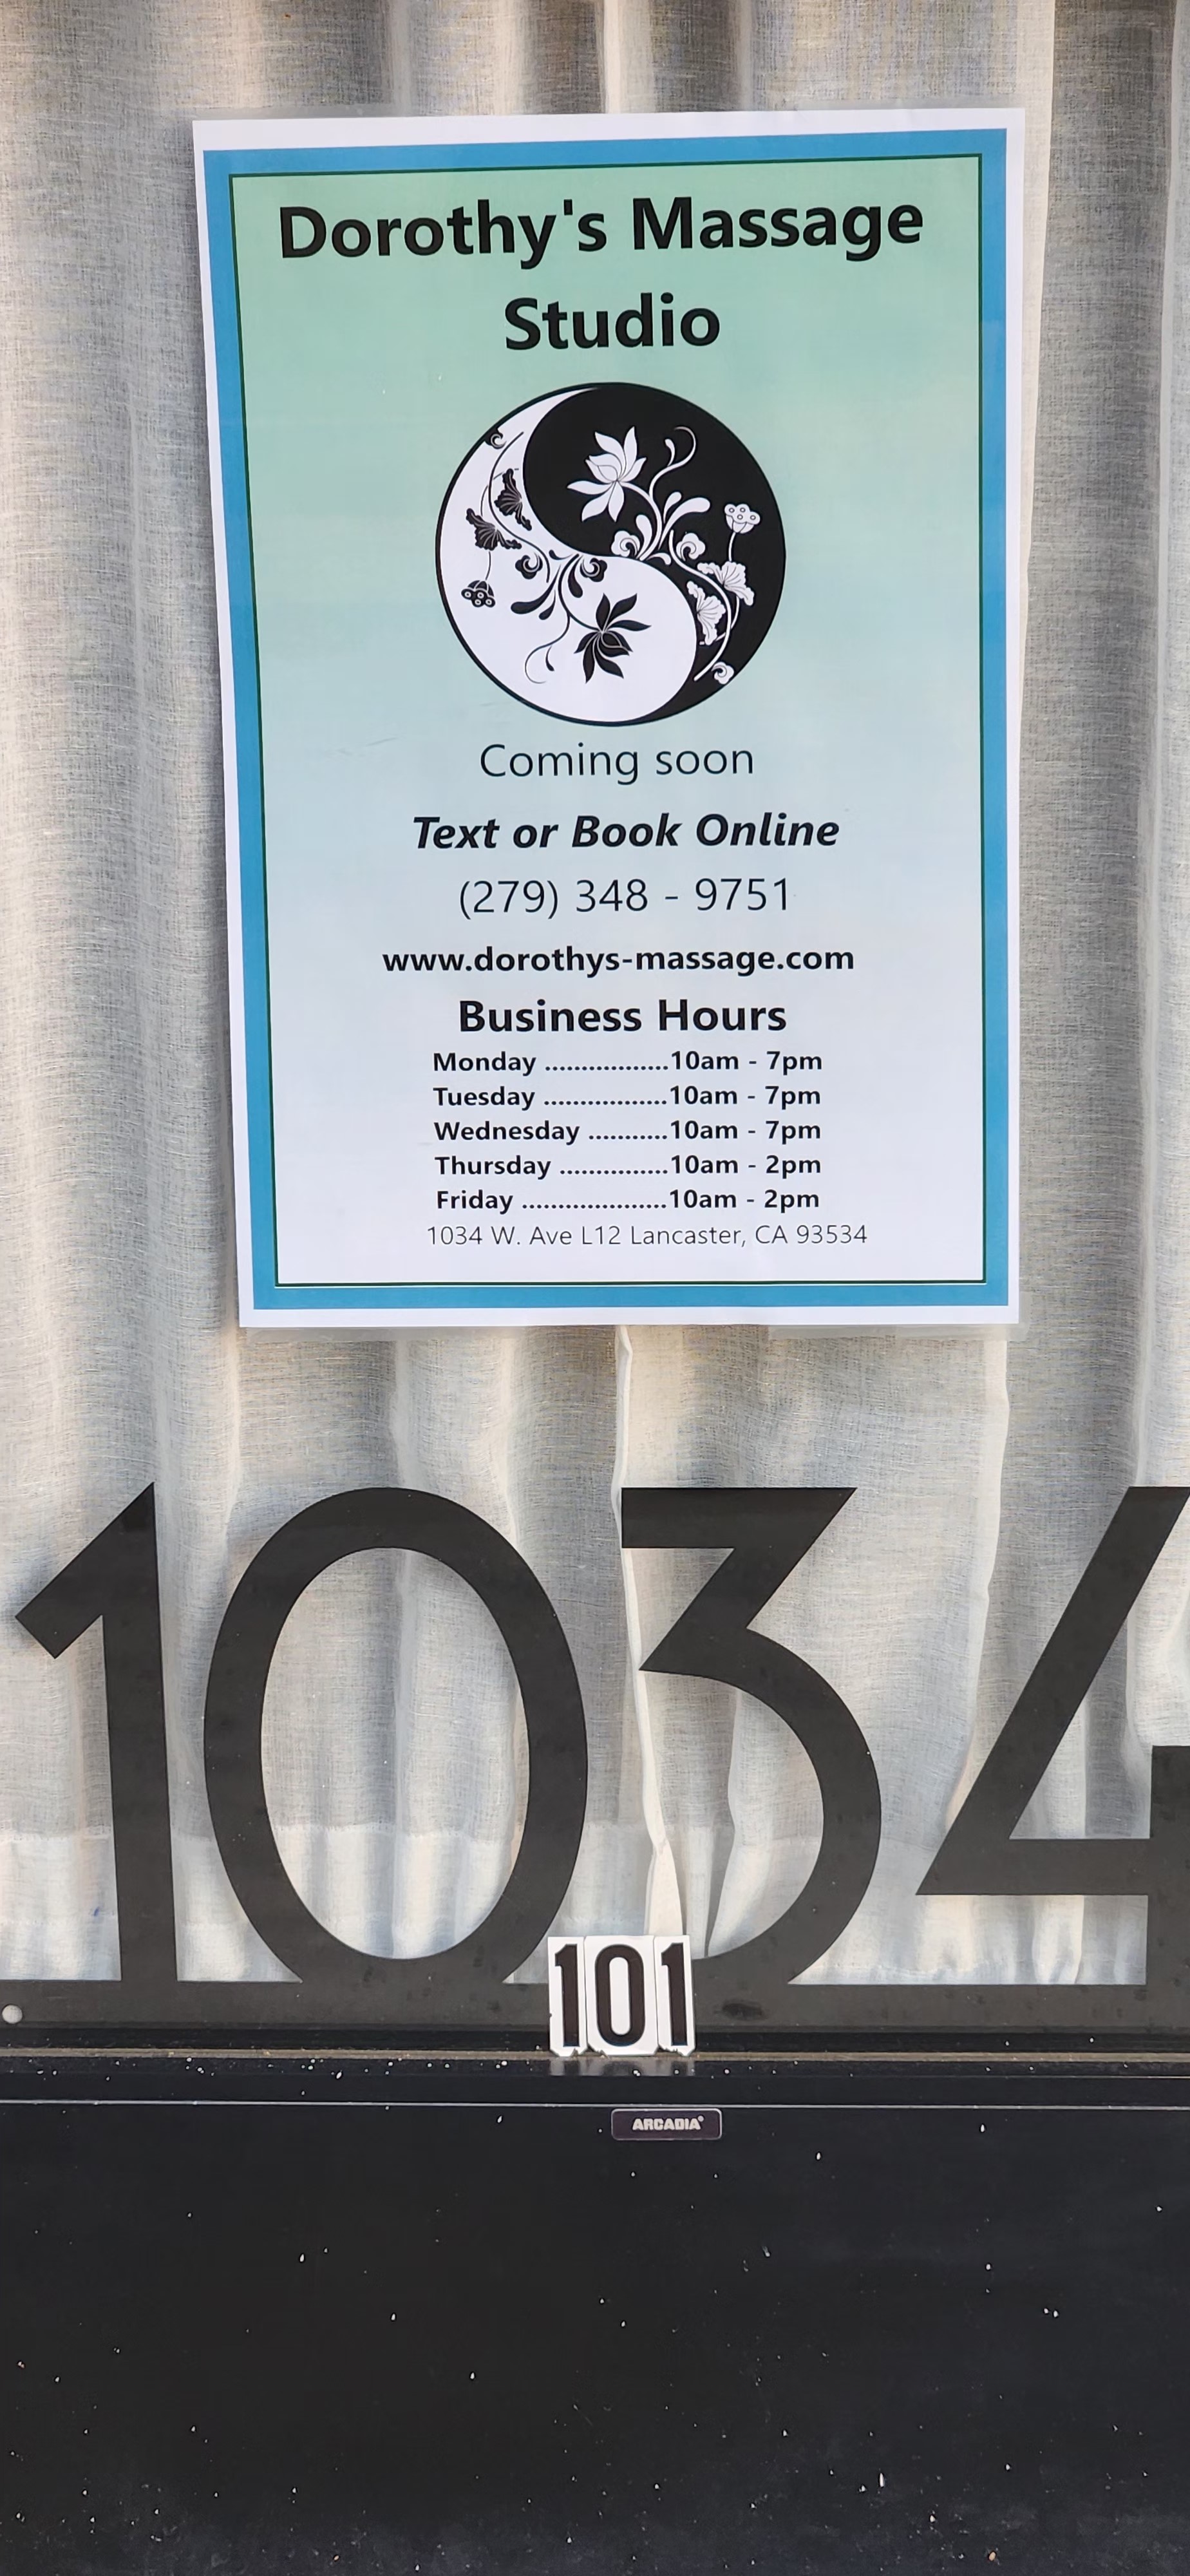 Dorothy's Massage
Studio
Coming soon
Text or Book Online
(279) 348 - 9751
www.dorothys-massage.com
Business Hours
Monday .................10am - 7pm
Tuesday .................10am - 7pm
Wednesday ...........10am - 7pm
Thursday ...............10am - 2pm
Friday ....................10am - 2pm
1034 W. Ave L12 Lancaster, CA 93534
1034
101
ARCADIA®